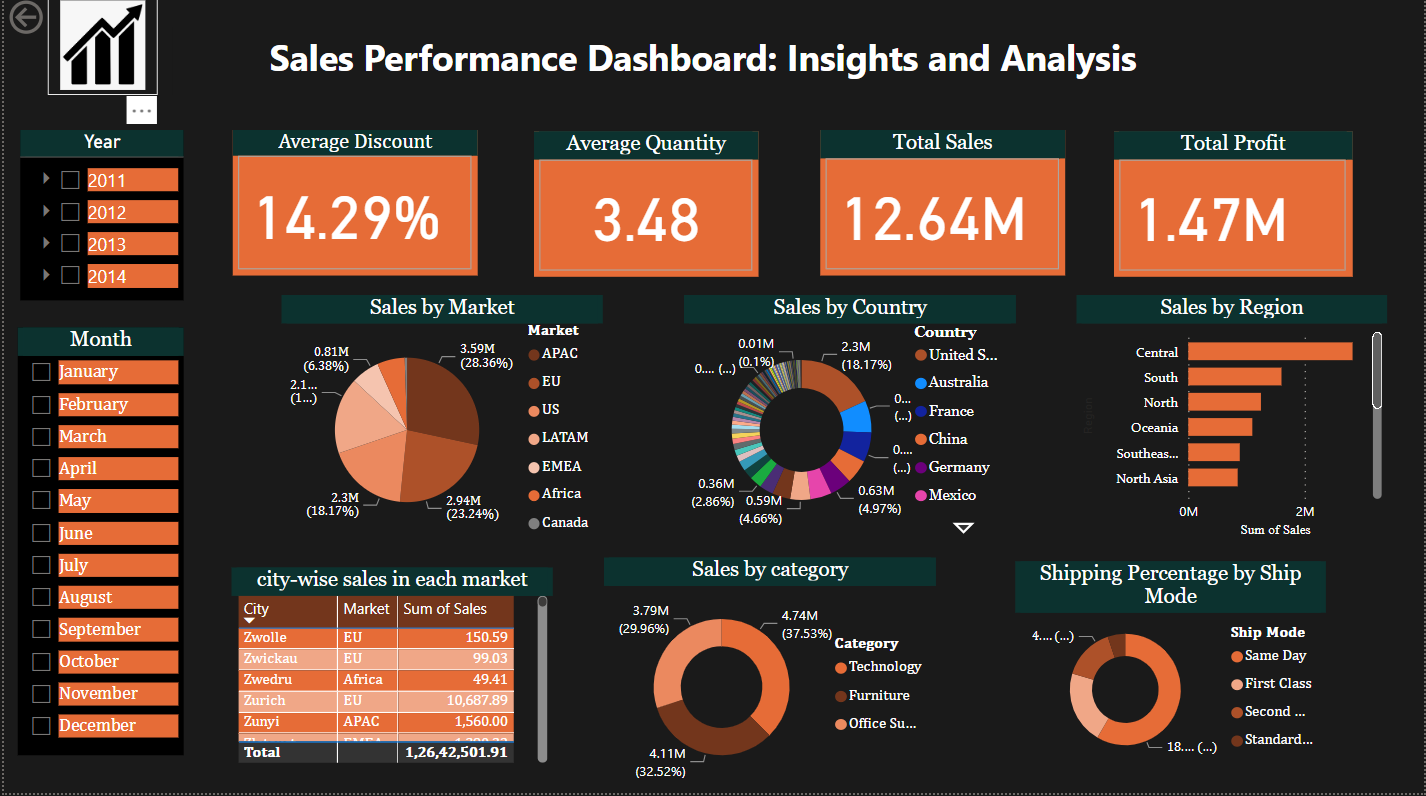 Sales Performance Dashboard: Insights and Analysis
...
Year
2011
2012
2013
2014
Month
January
February
March
April
May
June
July
August
September
October
November
December
Average Discount
14.29%
Average Quantity
3.48
Total Sales
12.64M
Total Profit
1.47M
Sales by Market
3.59M
(28.36%)
2.94M
(23.24%)
2.3M
(18.17%)
2.1...
(1...)
0.81M
(6.38%)
Market
APAC
EU
US
LATAM
EMEA
Africa
Canada
Sales by Country
2.3M
(18.17%)
0...
(...)
0....
(...)
0.63M
(4.97%)
0.59M
(4.66%)
0.36M
(2.86%)
0.... (...)
0.01M
(0.1%)
Country
United S...
Australia
France
China
Germany
Mexico
Sales by Region
Region
Central
South
North
Oceania
Southeas...
North Asia
0M 2M
Sum of Sales
city-wise sales in each market
City Market Sum of Sales
Zwolle EU 150.59
Zwickau EU 99.03
Zwedru Africa 49.41
Zurich EU 10,687.89
Zunyi APAC 1,560.00
Total 1,26,42,501.91
Sales by category
4.74M
(37.53%)
4.11M
(32.52%)
3.79M
(29.96%)
Category
Technology
Furniture
Office Su...
Shipping Percentage by Ship
Mode
4.... (...)
18.... (...)
Ship Mode
Same Day
First Class
Second ...
Standard...